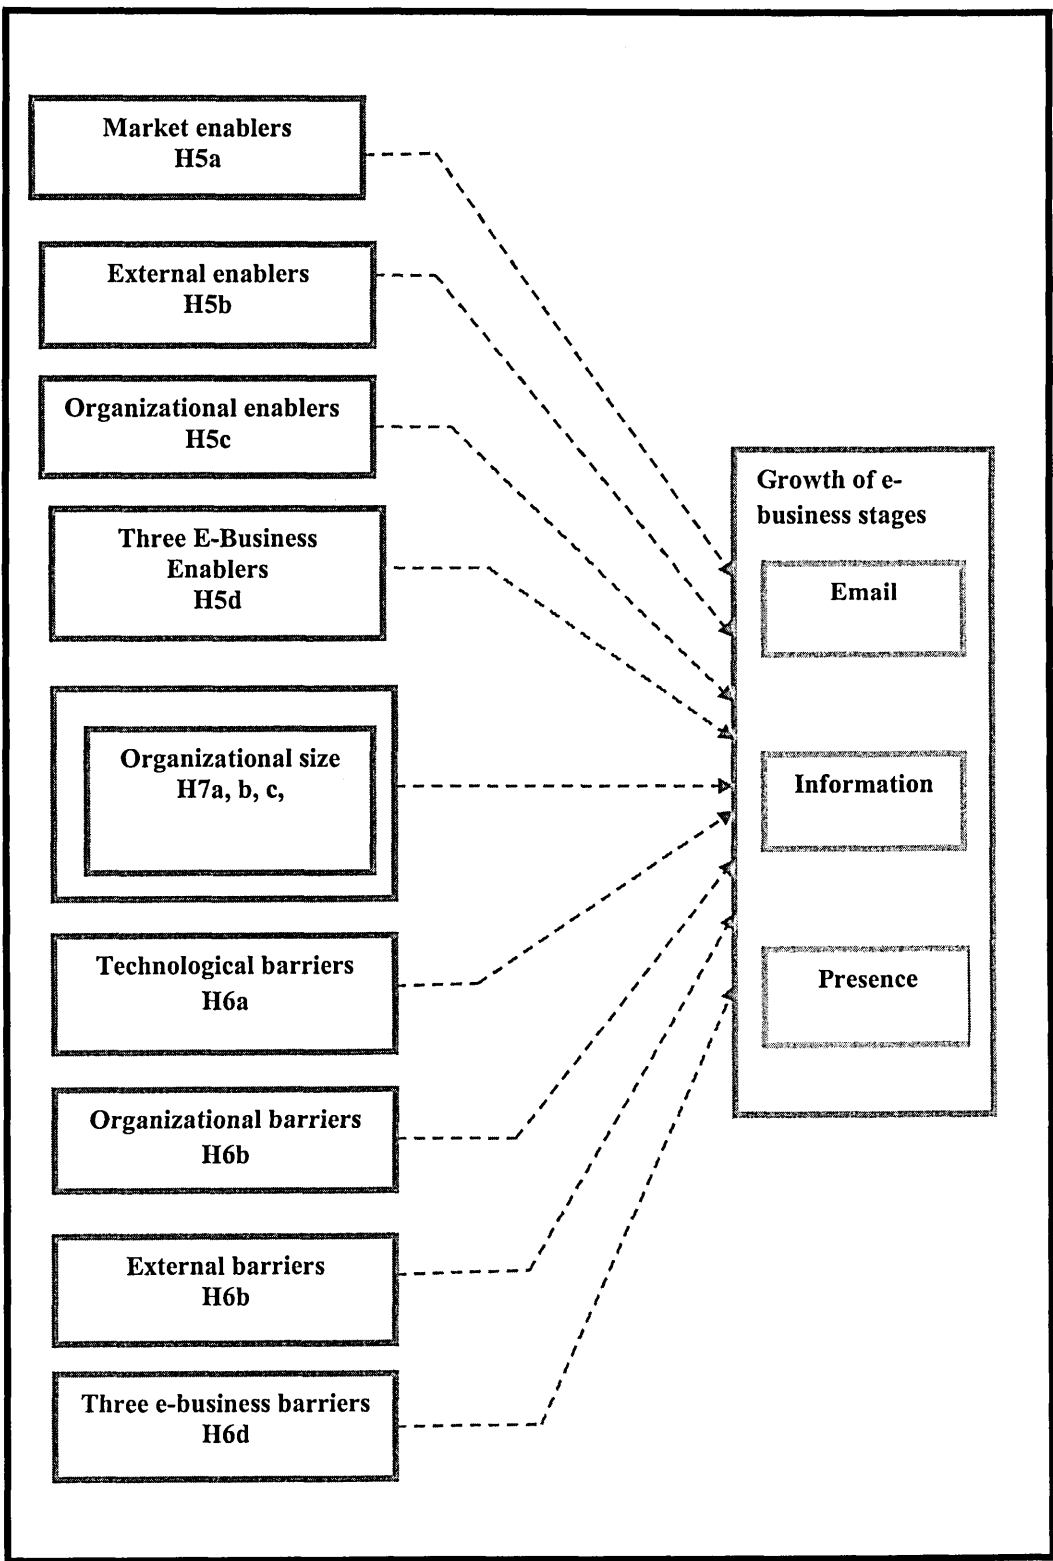 Market enablers
H5a
External enablers
H5b
Organizational enablers
H5c
Three E-Business
Enablers
H5d
Organizational size
H7a, b, c,
Technological barriers
H6a
Organizational barriers
H6b
External barriers
H6b
Three e-business barriers
H6d
Growth of e-
business stages
Email
Information
Presence